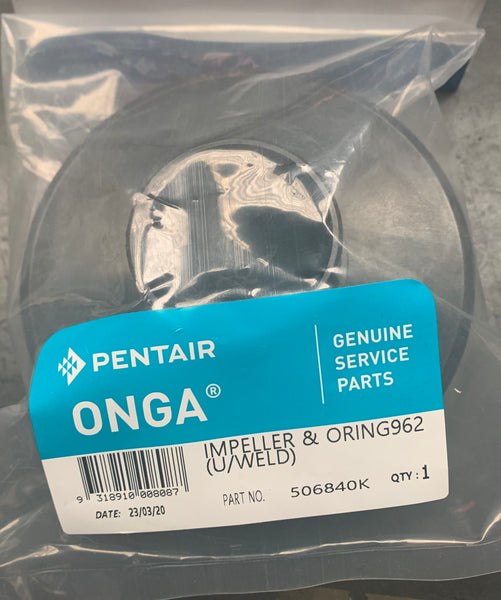 PENTAIR
ONGA®
GENUINE
SERVICE
PARTS
IMPELLER & ORING962
(U/WELD)
9 318910 008087
DATE: 23/03/20
PART NO. 506840K QTY : 1